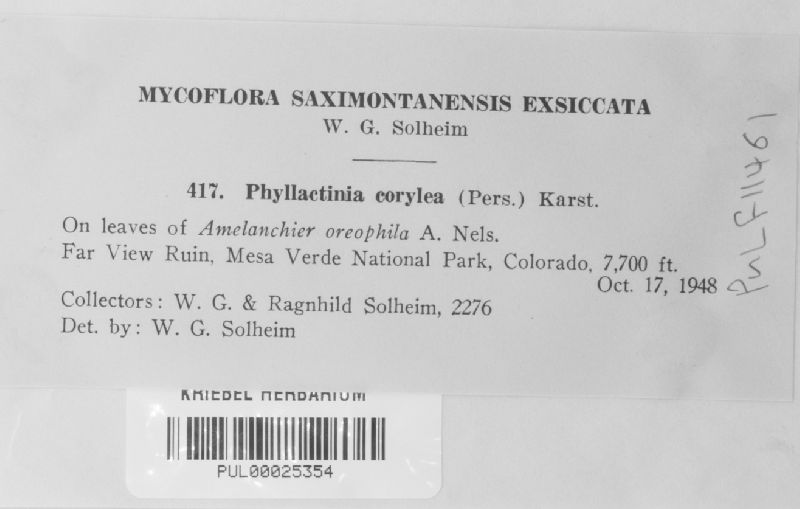 MYCOFLORA SAXIMONTANENSIS EXSICCATA
W. G. Solheim
417. Phyllactinia corylea (Pers.) Karst.
On leaves of Amelanchier oreophila A. Nels.
Far View Ruin, Mesa Verde National Park, Colorado, 7,700 ft.
Oct. 17, 1948
Collectors: W. G. & Ragnhild Solheim, 2276
Det. by: W. G. Solheim
PuLF11461
KRIEBEL HERBARIUM
PUL00025354